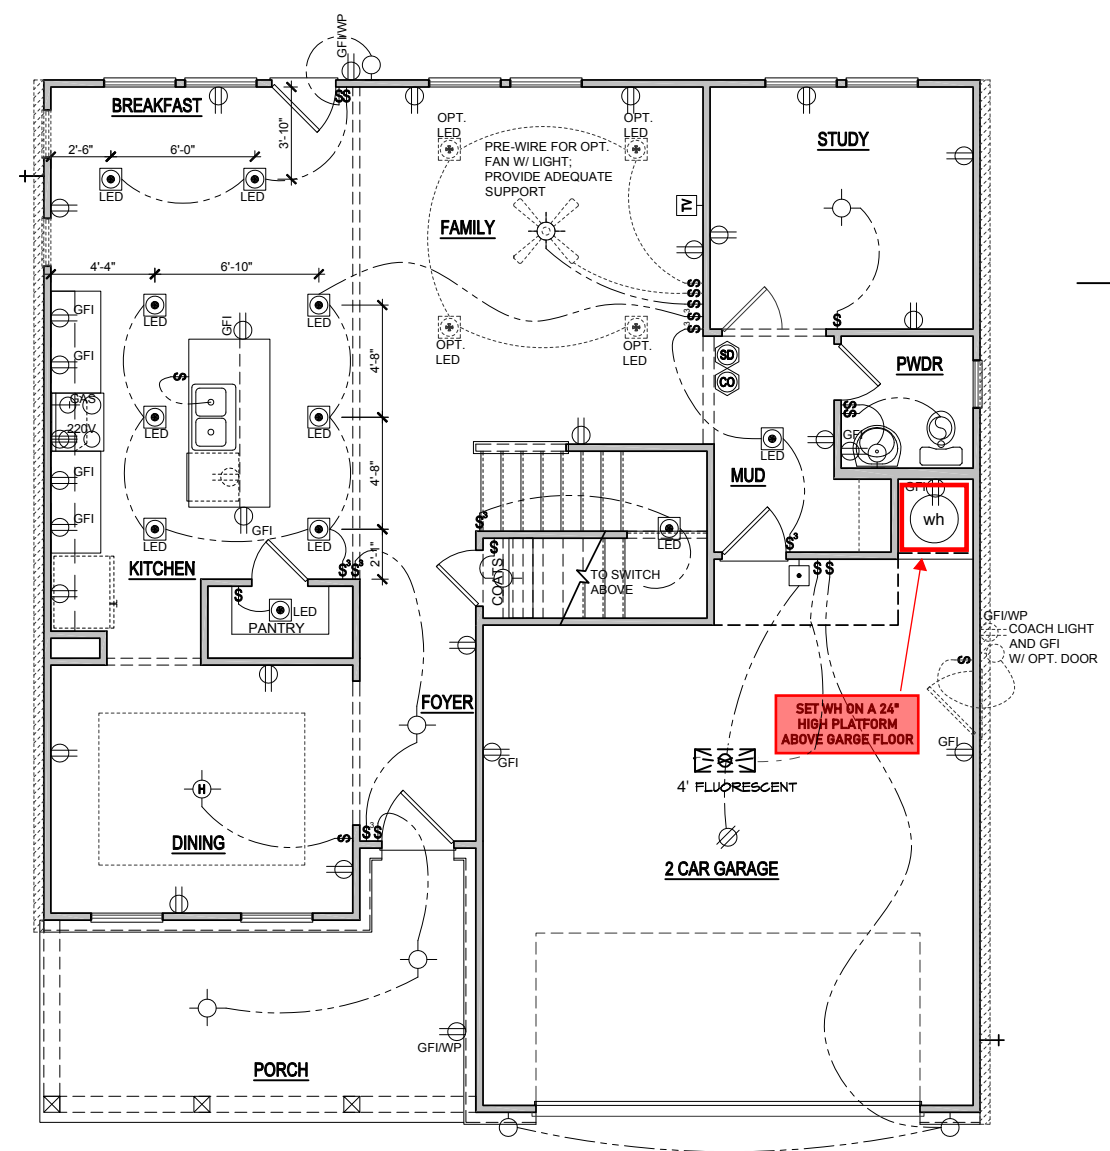 GFI/WP
BREAKFAST
2'-6"
6'-0"
3'-10"
LED
LED
OPT.
LED
OPT.
LED
PRE-WIRE FOR OPT.
FAN W/ LIGHT;
PROVIDE ADEQUATE
SUPPORT
FAMILY
TV
STUDY
4'-4"
6'-10"
GFI
GFI
GFI
LED
LED
OPT.
LED
OPT.
LED
4'-8"
SD
CO
PWDR
GAS
220V
LED
LED
GFI
LED
MUD
GFI
GFI
4'-8"
GFI
GFI
wh
LED
LED
LED
2'-1"
KITCHEN
COATS
TO SWITCH
ABOVE
LED
PANTRY
GFI/WP
COACH LIGHT
AND GFI
W/ OPT. DOOR
FOYER
SET WH ON A 24"
HIGH PLATFORM
ABOVE GARGE FLOOR
GFI
GFI
4' FLUORESCENT
H
DINING
2 CAR GARAGE
GFI/WP
PORCH